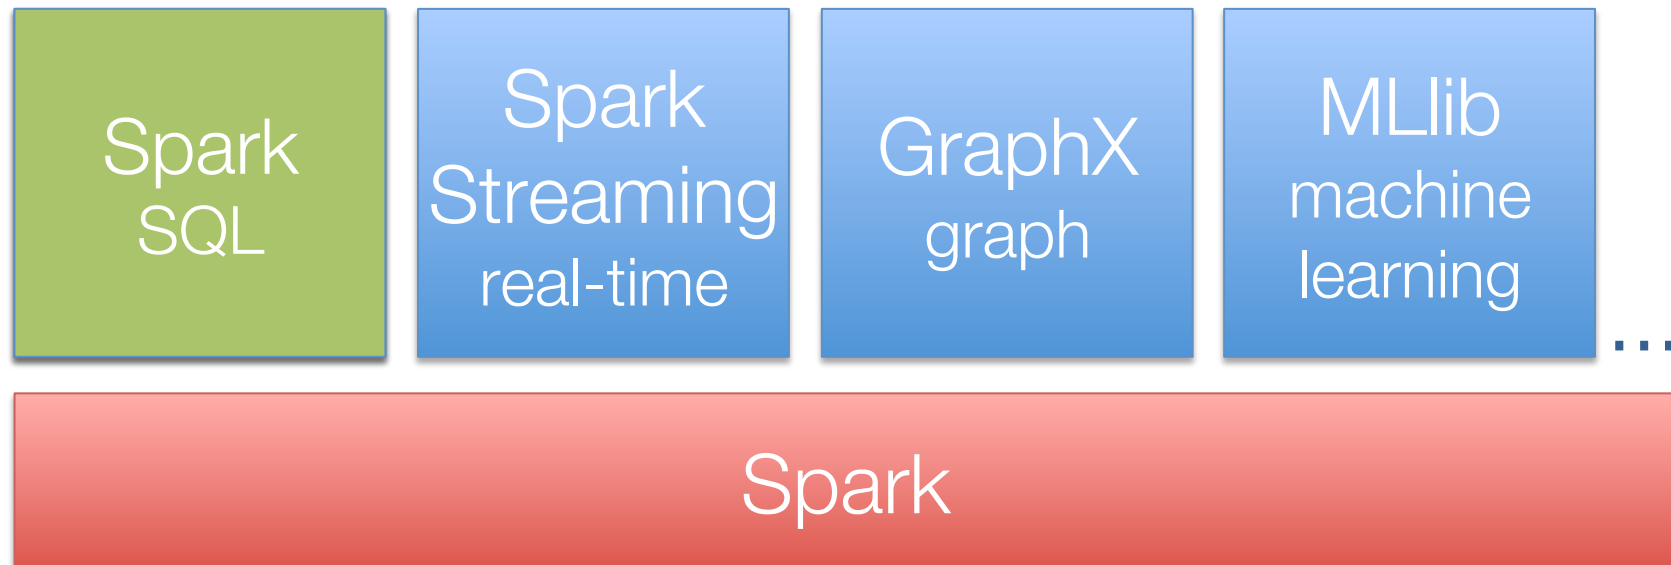 Spark
SQL
Spark
Streaming
real-time
GraphX
graph
MLlib
machine
learning
...
Spark